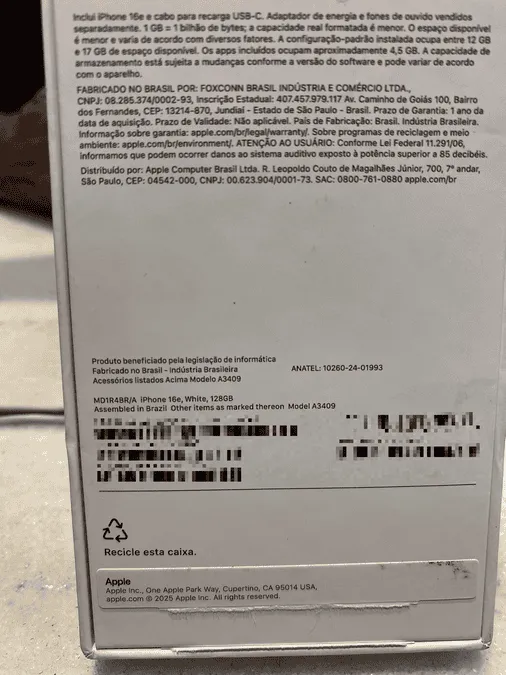 Inclui iPhone 16e e cabo para recarga USB-C. Adaptador de energia e fones de ouvido vendidos
separadamente. 1 GB = 1 bilhão de bytes; a capacidade real formatada é menor. O espaço disponível
é menor e varia de acordo com diversos fatores. A configuração-padrão instalada ocupa entre 12 GB
e 17 GB de espaço disponível. Os apps incluídos ocupam aproximadamente 4,5 GB. A capacidade de
armazenamento está sujeita a mudanças conforme a versão do software e pode variar de acordo
com o aparelho.
FABRICADO NO BRASIL POR: FOXCONN BRASIL INDÚSTRIA E COMÉRCIO LTDA.,
CNPJ: 08.285.374/0002-93, Inscrição Estadual: 407.457.979.117 Av. Caminho de Goiás 100, Bairro
dos Fernandes, CEP: 13214-870, Jundiaí - Estado de São Paulo - Brasil. Prazo de Garantia: 1 ano da
data de aquisição. Prazo de Validade: Não aplicável. País de Fabricação: Brasil. Indústria Brasileira.
Informação sobre garantia: apple.com/br/legal/warranty/. Sobre programas de reciclagem e meio
ambiente: apple.com/br/environment/. ATENÇÃO AO USUÁRIO: Conforme Lei Federal 11.291/06,
informamos que podem ocorrer danos ao sistema auditivo exposto à potência superior a 85 decibéis.
Distribuído por: Apple Computer Brasil Ltda. R. Leopoldo Couto de Magalhães Júnior, 700, 7º andar,
São Paulo, CEP: 04542-000, CNPJ: 00.623.904/0001-73. SAC: 0800-761-0880 apple.com/br
Produto beneficiado pela legislação de informática
Fabricado no Brasil - Indústria Brasileira
ANATEL: 10260-24-01993
Acessórios listados Acima Modelo A3409
MD1R4BR/A iPhone 16e, White, 128GB
Assembled in Brazil Other items as marked thereon Model A3409
Recicle esta caixa.
Apple
Apple Inc., One Apple Park Way, Cupertino, CA 95014 USA,
apple.com © 2025 Apple Inc. All rights reserved.